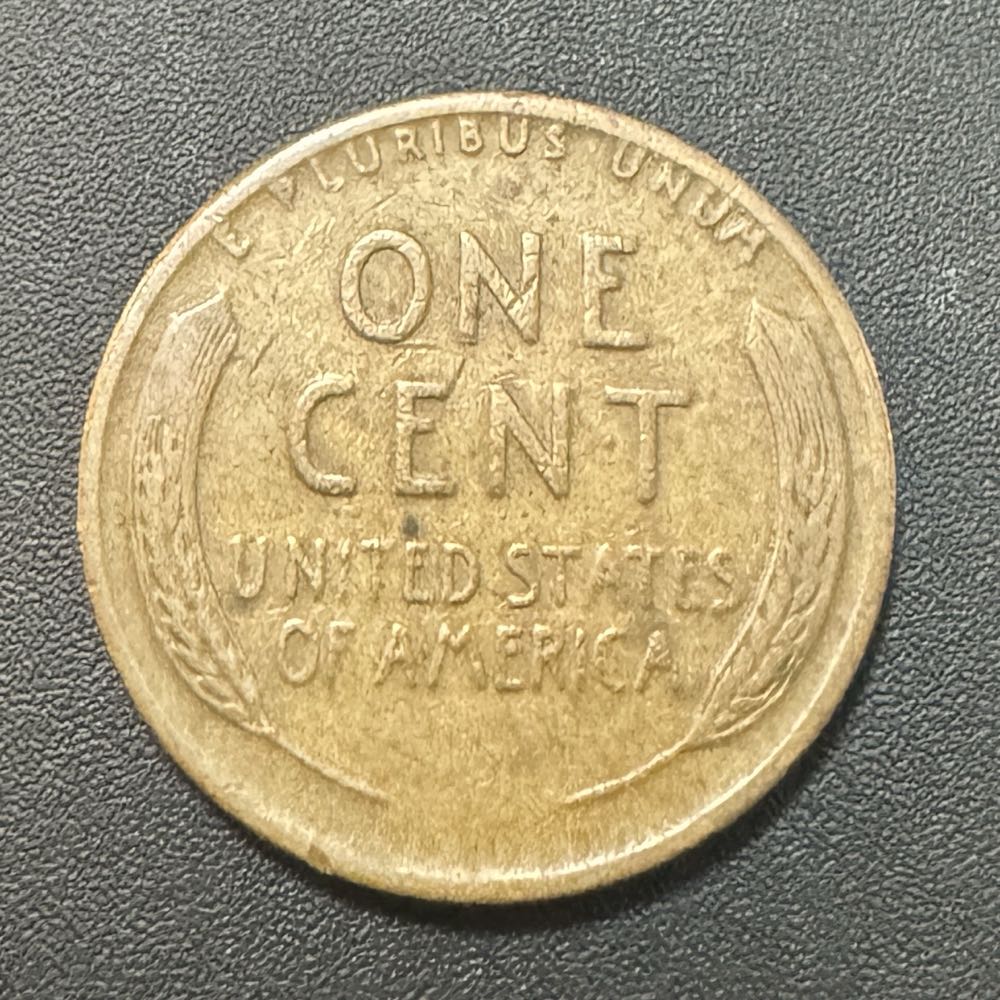 E PLURIBUS · UNUM
ONE
CENT
UNITED STATES
OF AMERICA